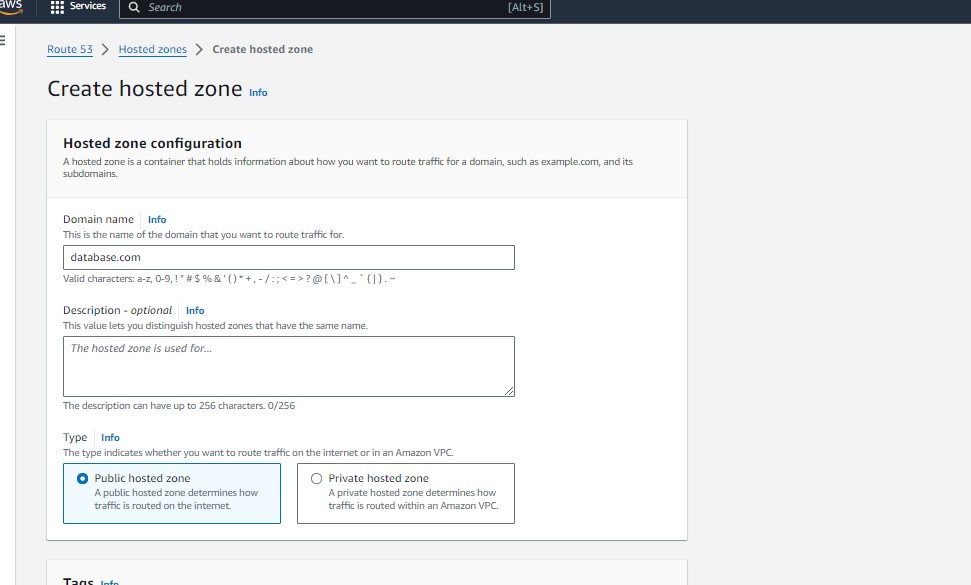 aws Services Search [Alt+S]
Route 53 > Hosted zones > Create hosted zone
Create hosted zone Info
Hosted zone configuration
A hosted zone is a container that holds information about how you want to route traffic for a domain, such as example.com, and its
subdomains.
Domain name Info
This is the name of the domain that you want to route traffic for.
database.com
Valid characters: a-z, 0-9, ! " # $ % & ' ( ) * + , - / : ; < = > ? @ [ \ ] ^ _ ` { | } . ~
Description - optional Info
This value lets you distinguish hosted zones that have the same name.
The hosted zone is used for...
The description can have up to 256 characters. 0/256
Type Info
The type indicates whether you want to route traffic on the internet or in an Amazon VPC.
Public hosted zone
A public hosted zone determines how
traffic is routed on the internet.
Private hosted zone
A private hosted zone determines how
traffic is routed within an Amazon VPC.
Tags Info